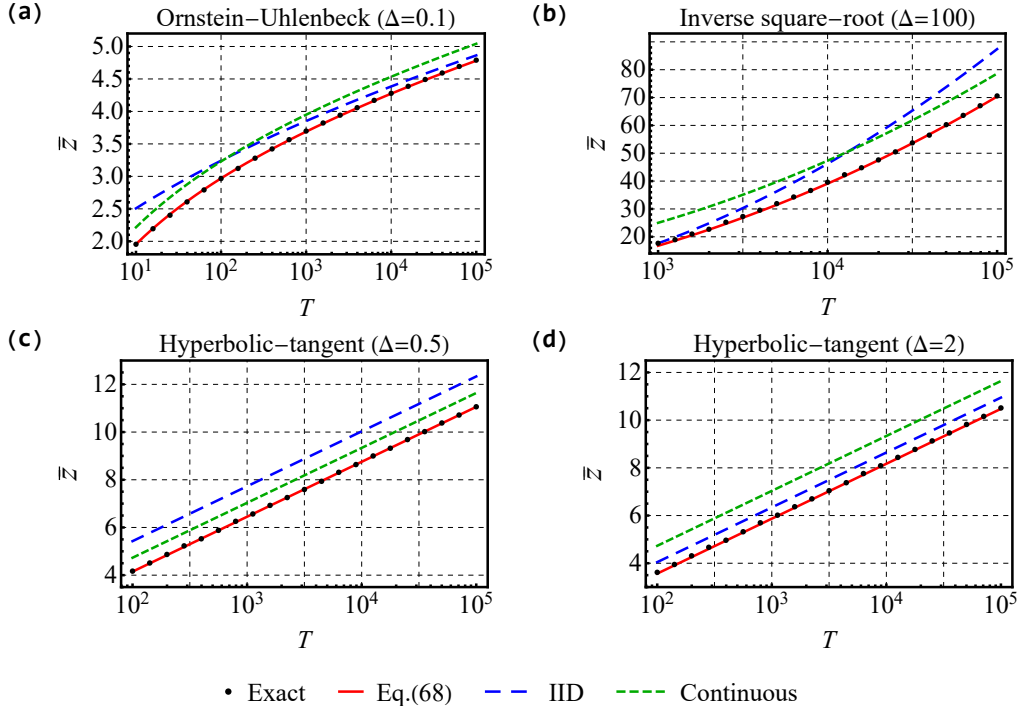 (a) Ornstein−Uhlenbeck (Δ=0.1)
5.0
4.5
4.0
3.5
3.0
2.5
2.0
z̅
10¹ 10² 10³ 10⁴ 10⁵
T
(b) Inverse square−root (Δ=100)
80
70
60
50
40
30
20
z̅
10³ 10⁴ 10⁵
T
(c) Hyperbolic−tangent (Δ=0.5)
12
10
8
6
4
z̅
10² 10³ 10⁴ 10⁵
T
(d) Hyperbolic−tangent (Δ=2)
12
10
8
6
4
z̅
10² 10³ 10⁴ 10⁵
T
Exact Eq.(68) IID Continuous